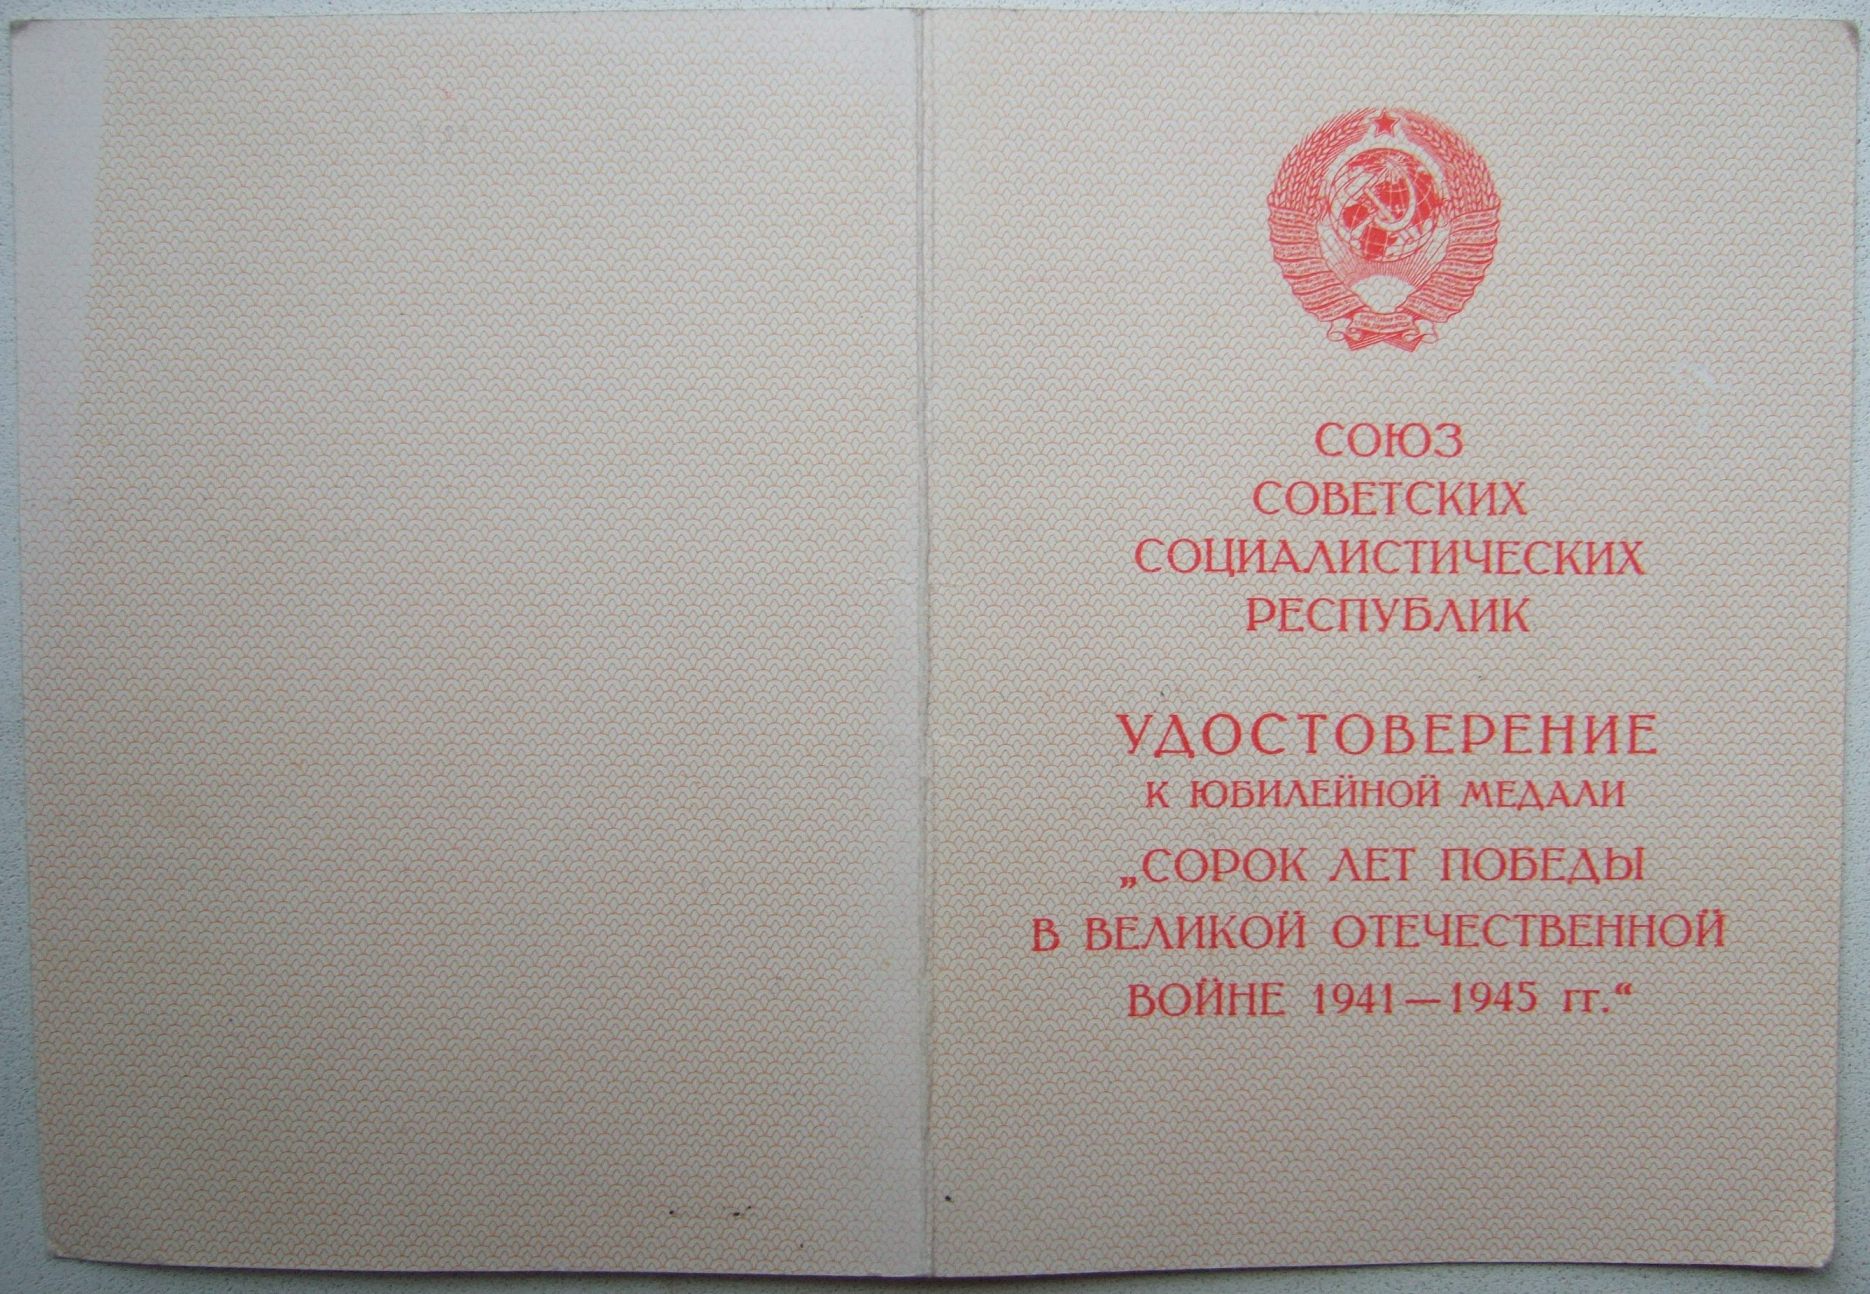 СОЮЗ
СОВЕТСКИХ
СОЦИАЛИСТИЧЕСКИХ
РЕСПУБЛИК
УДОСТОВЕРЕНИЕ
К ЮБИЛЕЙНОЙ МЕДАЛИ
„СОРОК ЛЕТ ПОБЕДЫ
В ВЕЛИКОЙ ОТЕЧЕСТВЕННОЙ
ВОЙНЕ 1941—1945 гг.“